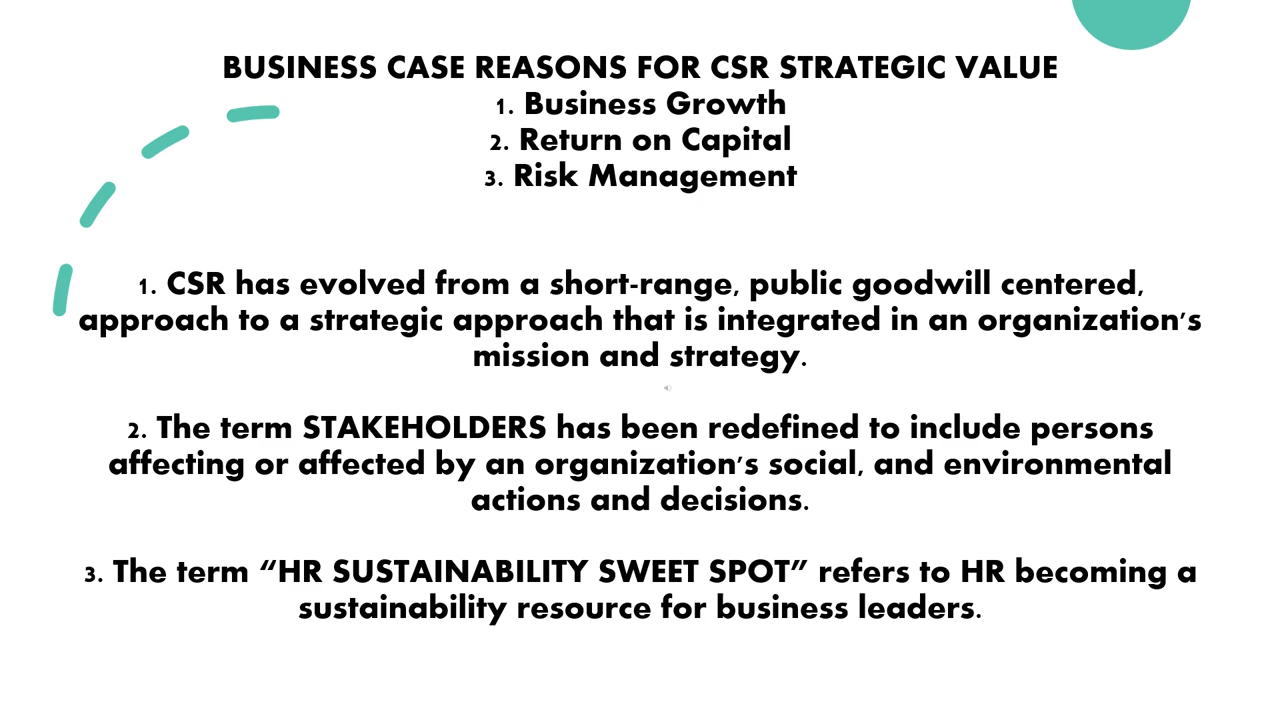 BUSINESS CASE REASONS FOR CSR STRATEGIC VALUE
1. Business Growth
2. Return on Capital
3. Risk Management
1. CSR has evolved from a short-range, public goodwill centered,
approach to a strategic approach that is integrated in an organization's
mission and strategy.
2. The term STAKEHOLDERS has been redefined to include persons
affecting or affected by an organization's social, and environmental
actions and decisions.
3. The term “HR SUSTAINABILITY SWEET SPOT” refers to HR becoming a
sustainability resource for business leaders.